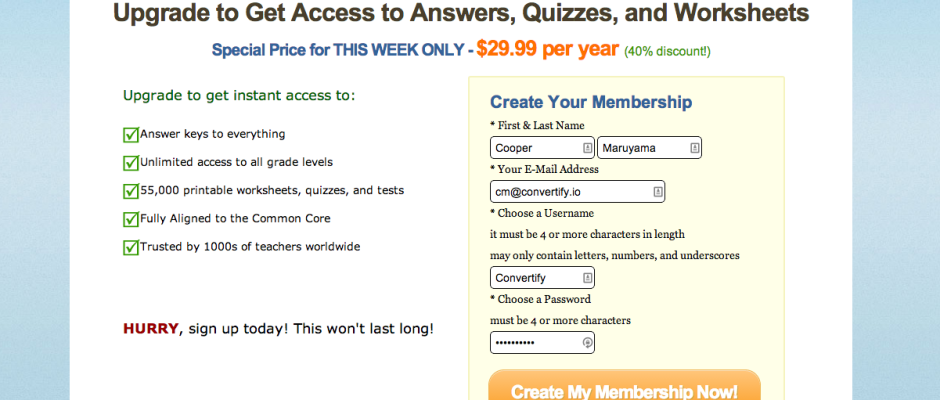 Upgrade to Get Access to Answers, Quizzes, and Worksheets
Special Price for THIS WEEK ONLY - $29.99 per year (40% discount!)
Upgrade to get instant access to:
Answer keys to everything
Unlimited access to all grade levels
55,000 printable worksheets, quizzes, and tests
Fully Aligned to the Common Core
Trusted by 1000s of teachers worldwide
HURRY, sign up today! This won't last long!
Create Your Membership
* First & Last Name
Cooper Maruyama
* Your E-Mail Address
cm@convertify.io
* Choose a Username
it must be 4 or more characters in length
may only contain letters, numbers, and underscores
Convertify
* Choose a Password
must be 4 or more characters
••••••••••
Create My Membership Now!